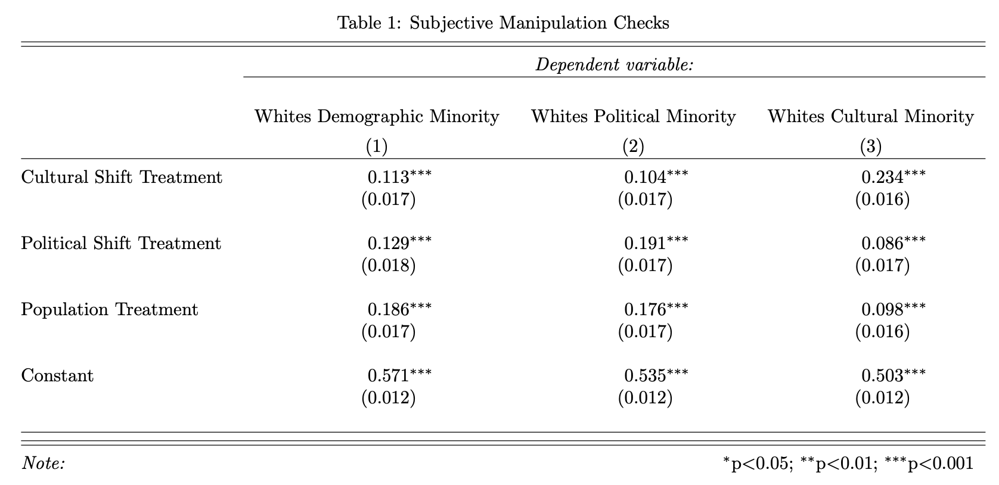 Table 1: Subjective Manipulation Checks
Dependent variable:
Whites Demographic Minority Whites Political Minority Whites Cultural Minority
(1) (2) (3)
Cultural Shift Treatment 0.113*** 0.104*** 0.234***
(0.017) (0.017) (0.016)
Political Shift Treatment 0.129*** 0.191*** 0.086***
(0.018) (0.017) (0.017)
Population Treatment 0.186*** 0.176*** 0.098***
(0.017) (0.017) (0.016)
Constant 0.571*** 0.535*** 0.503***
(0.012) (0.012) (0.012)
Note: *p<0.05; **p<0.01; ***p<0.001